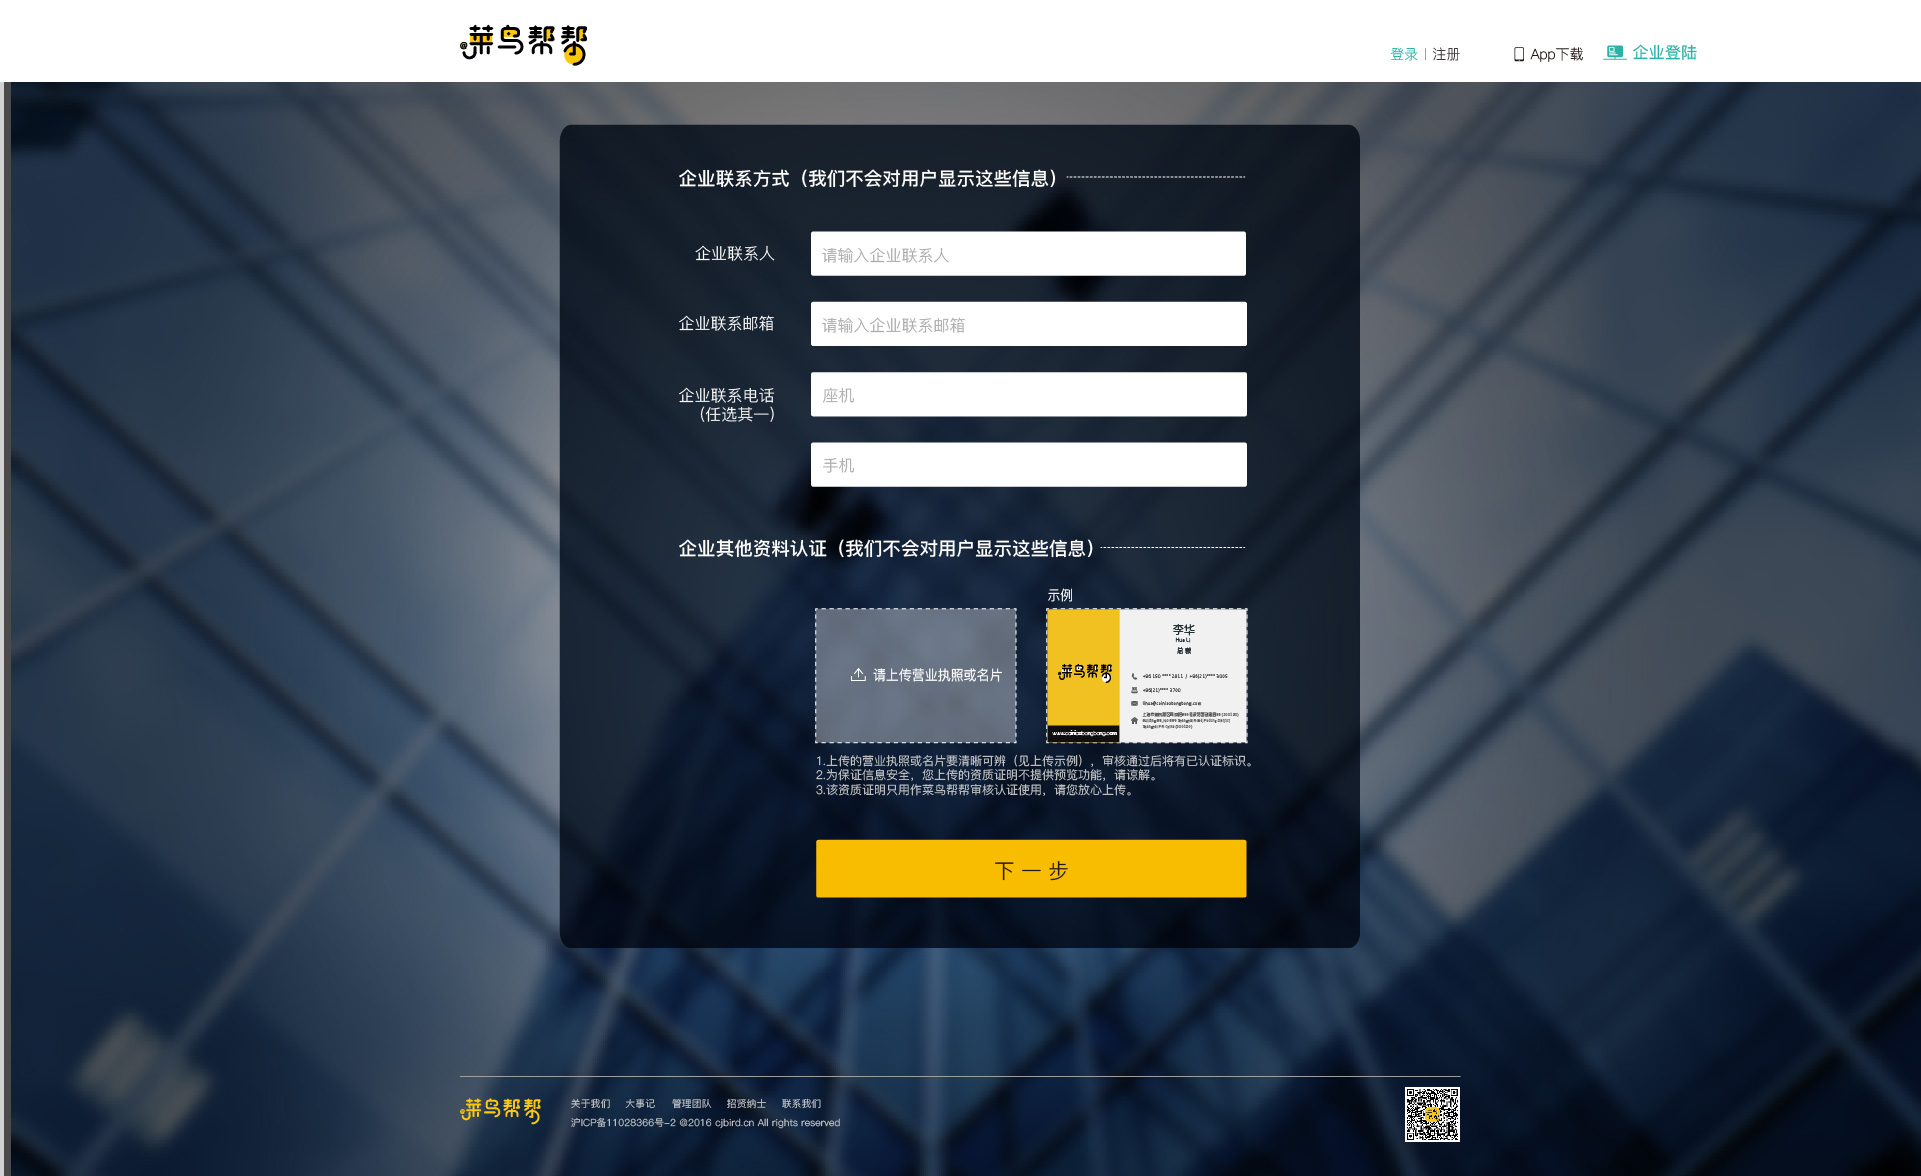 @菜鸟帮帮
登录 | 注册
App下载
企业登陆
企业联系方式（我们不会对用户显示这些信息）
企业联系人
请输入企业联系人
企业联系邮箱
请输入企业联系邮箱
企业联系电话
（任选其一）
座机
手机
企业其他资料认证（我们不会对用户显示这些信息）
示例
请上传营业执照或名片
菜鸟帮帮
www.cainiaobangbang.com
李华
Hua Li
总裁
1.上传的营业执照或名片要清晰可辨（见上传示例），审核通过后将有已认证标识。
2.为保证信息安全，您上传的资质证明不提供预览功能，请谅解。
3.该资质证明只用作菜鸟帮帮审核认证使用，请您放心上传。
下一步
@菜鸟帮帮
关于我们 大事记 管理团队 招贤纳士 联系我们
沪ICP备11028366号-2 @2016 cjbird.cn All rights reserved